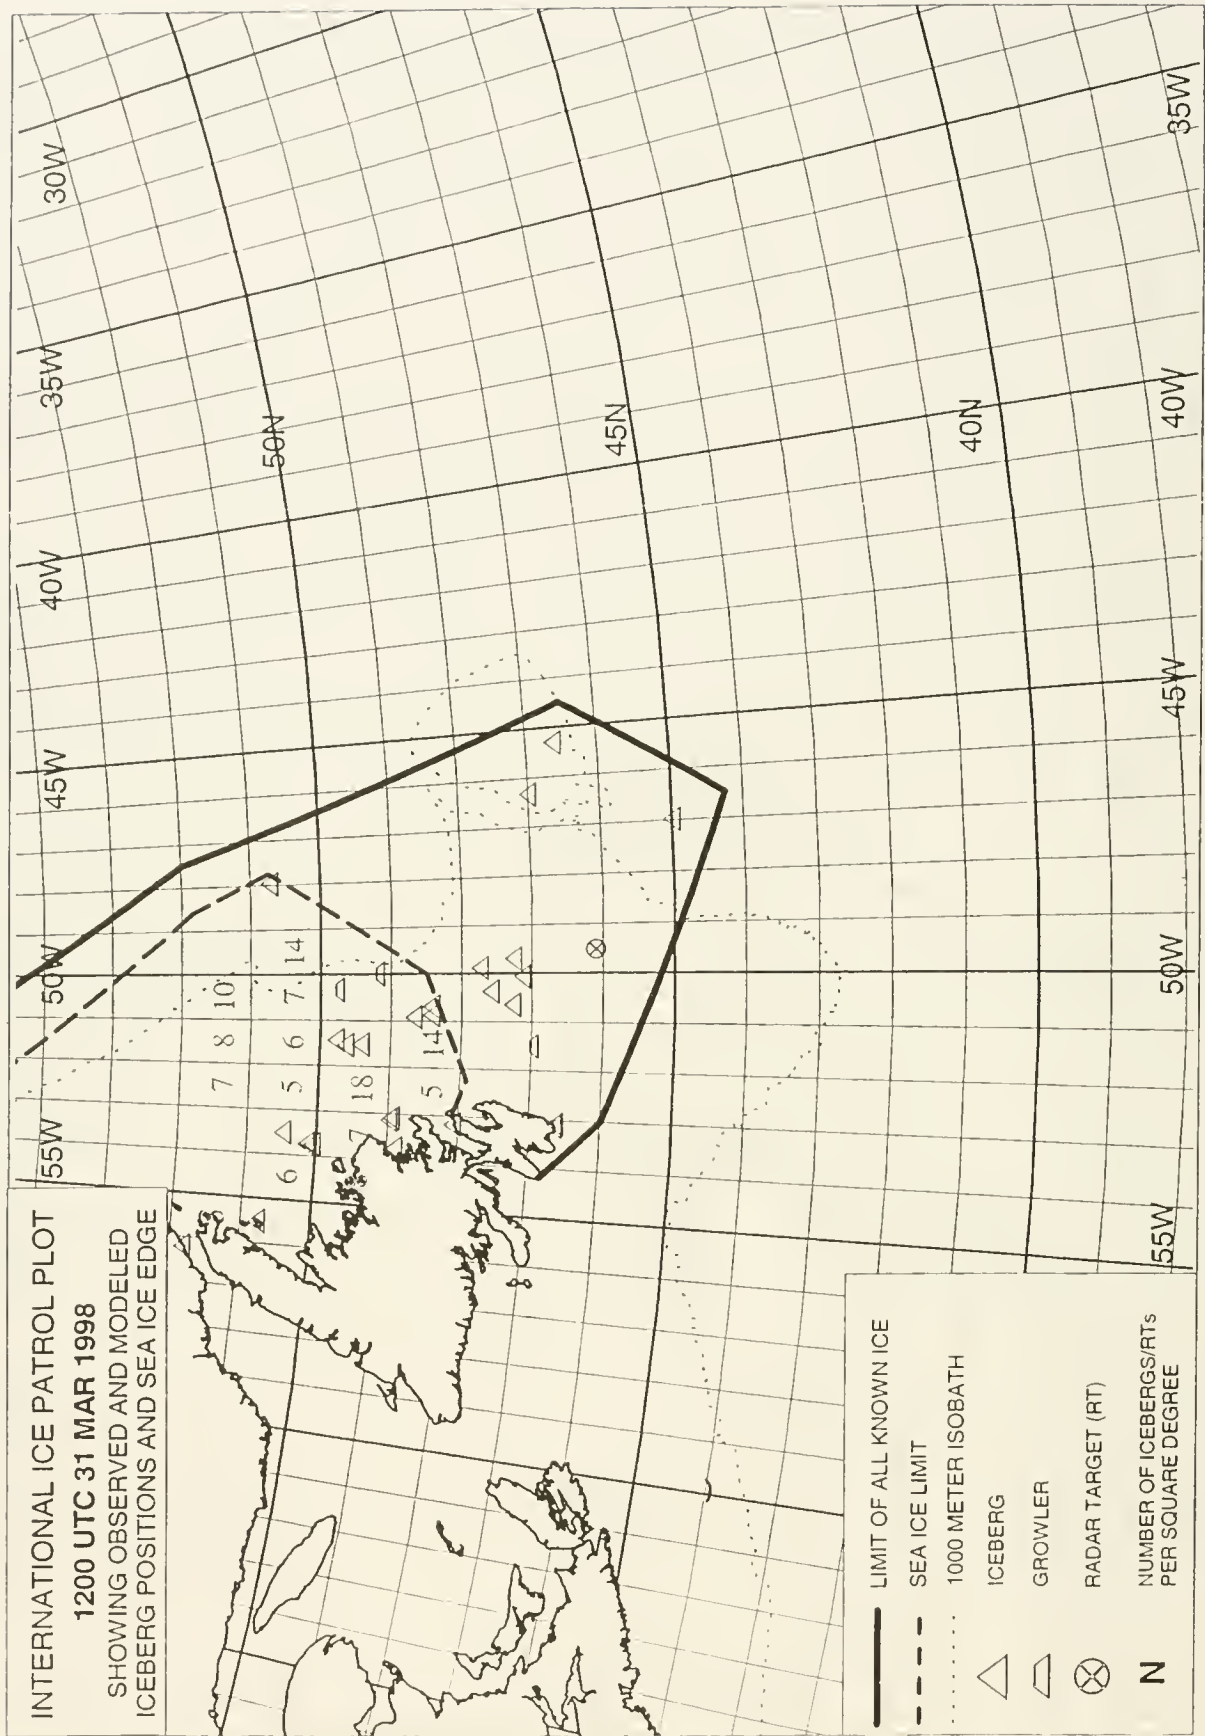 INTERNATIONAL ICE PATROL PLOT
1200 UTC 31 MAR 1998
SHOWING OBSERVED AND MODELED
ICEBERG POSITIONS AND SEA ICE EDGE
55W
50W
45W
40W
35W
30W
50N
45N
40N
55W
50W
45W
40W
35W
7
8
10
6
5
6
7
14
7
18
5
14
LIMIT OF ALL KNOWN ICE
SEA ICE LIMIT
1000 METER ISOBATH
ICEBERG
GROWLER
RADAR TARGET (RT)
N
NUMBER OF ICEBERGS/RTs
PER SQUARE DEGREE